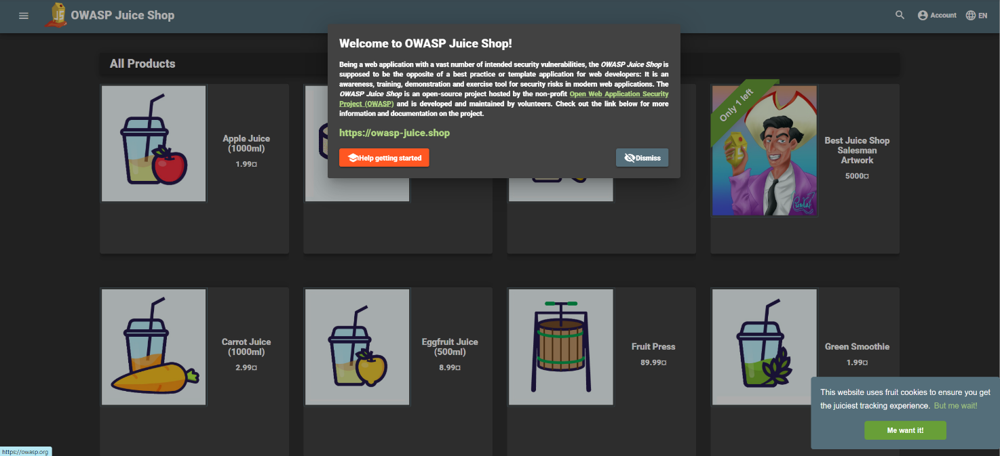 OWASP Juice Shop
Account
EN
Welcome to OWASP Juice Shop!
Being a web application with a vast number of intended security vulnerabilities, the OWASP Juice Shop is
supposed to be the opposite of a best practice or template application for web developers: It is an
awareness, training, demonstration and exercise tool for security risks in modern web applications. The
OWASP Juice Shop is an open-source project hosted by the non-profit Open Web Application Security
Project (OWASP) and is developed and maintained by volunteers. Check out the link below for more
information and documentation on the project.
https://owasp-juice.shop
Help getting started
Dismiss
All Products
Apple Juice
(1000ml)
1.99¤
Only 1 left
Best Juice Shop
Salesman
Artwork
5000¤
Carrot Juice
(1000ml)
2.99¤
Eggfruit Juice
(500ml)
8.99¤
Fruit Press
89.99¤
Green Smoothie
1.99¤
This website uses fruit cookies to ensure you get
the juiciest tracking experience. But me wait!
Me want it!
https://owasp.org